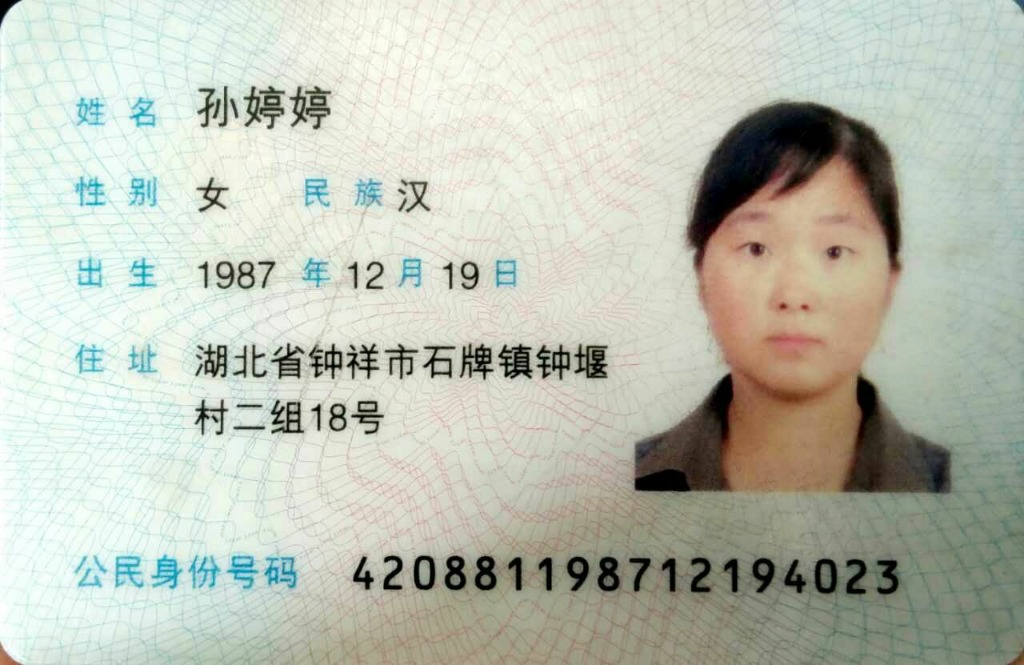 姓名 孙婷婷
性别 女 民族 汉
出生 1987 年 12 月 19 日
住址 湖北省钟祥市石牌镇钟堰
村二组18号
公民身份号码 420881198712194023